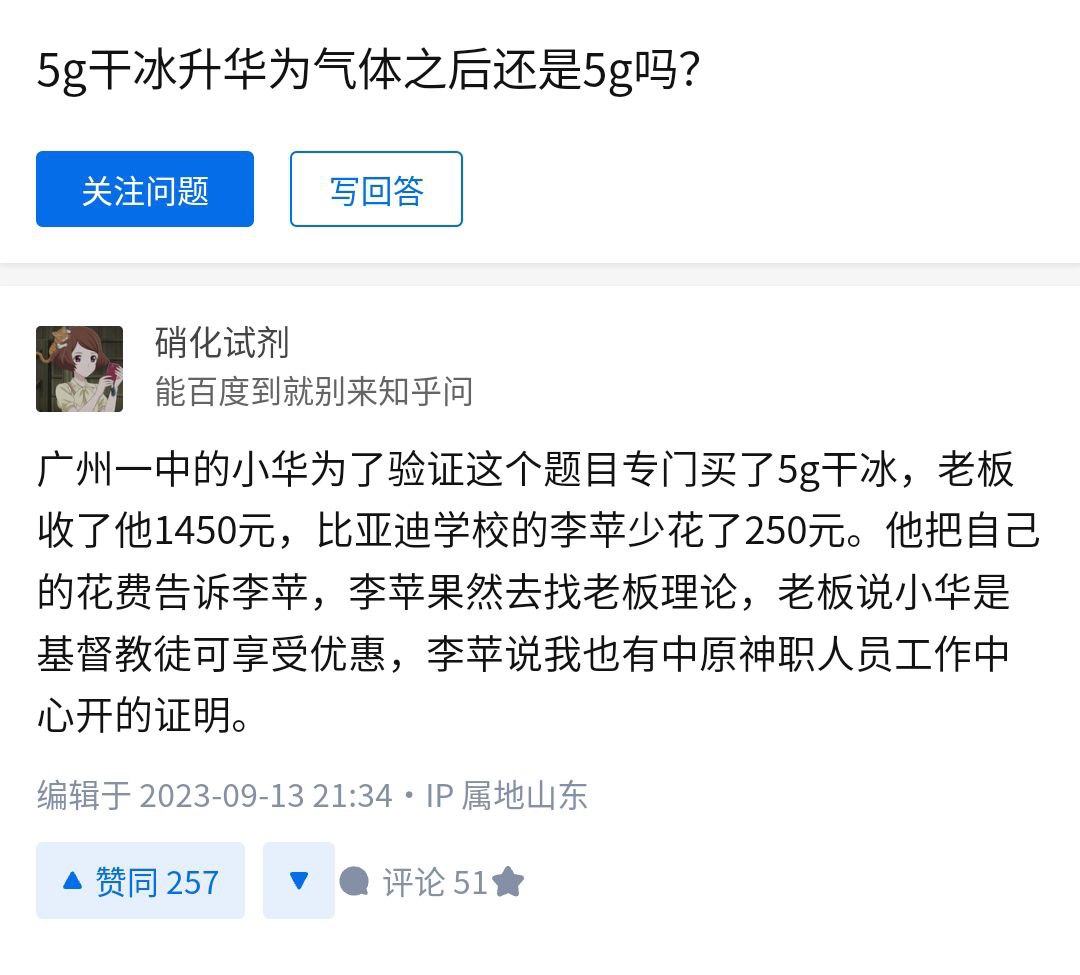 5g干冰升华为气体之后还是5g吗？
关注问题
写回答
硝化试剂
能百度到就别来知乎问
广州一中的小华为了验证这个题目专门买了5g干冰，老板
收了他1450元，比亚迪学校的李苹少花了250元。他把自己
的花费告诉李苹，李苹果然去找老板理论，老板说小华是
基督教徒可享受优惠，李苹说我也有中原神职人员工作中
心开的证明。
编辑于 2023-09-13 21:34・IP 属地山东
赞同 257
评论 51